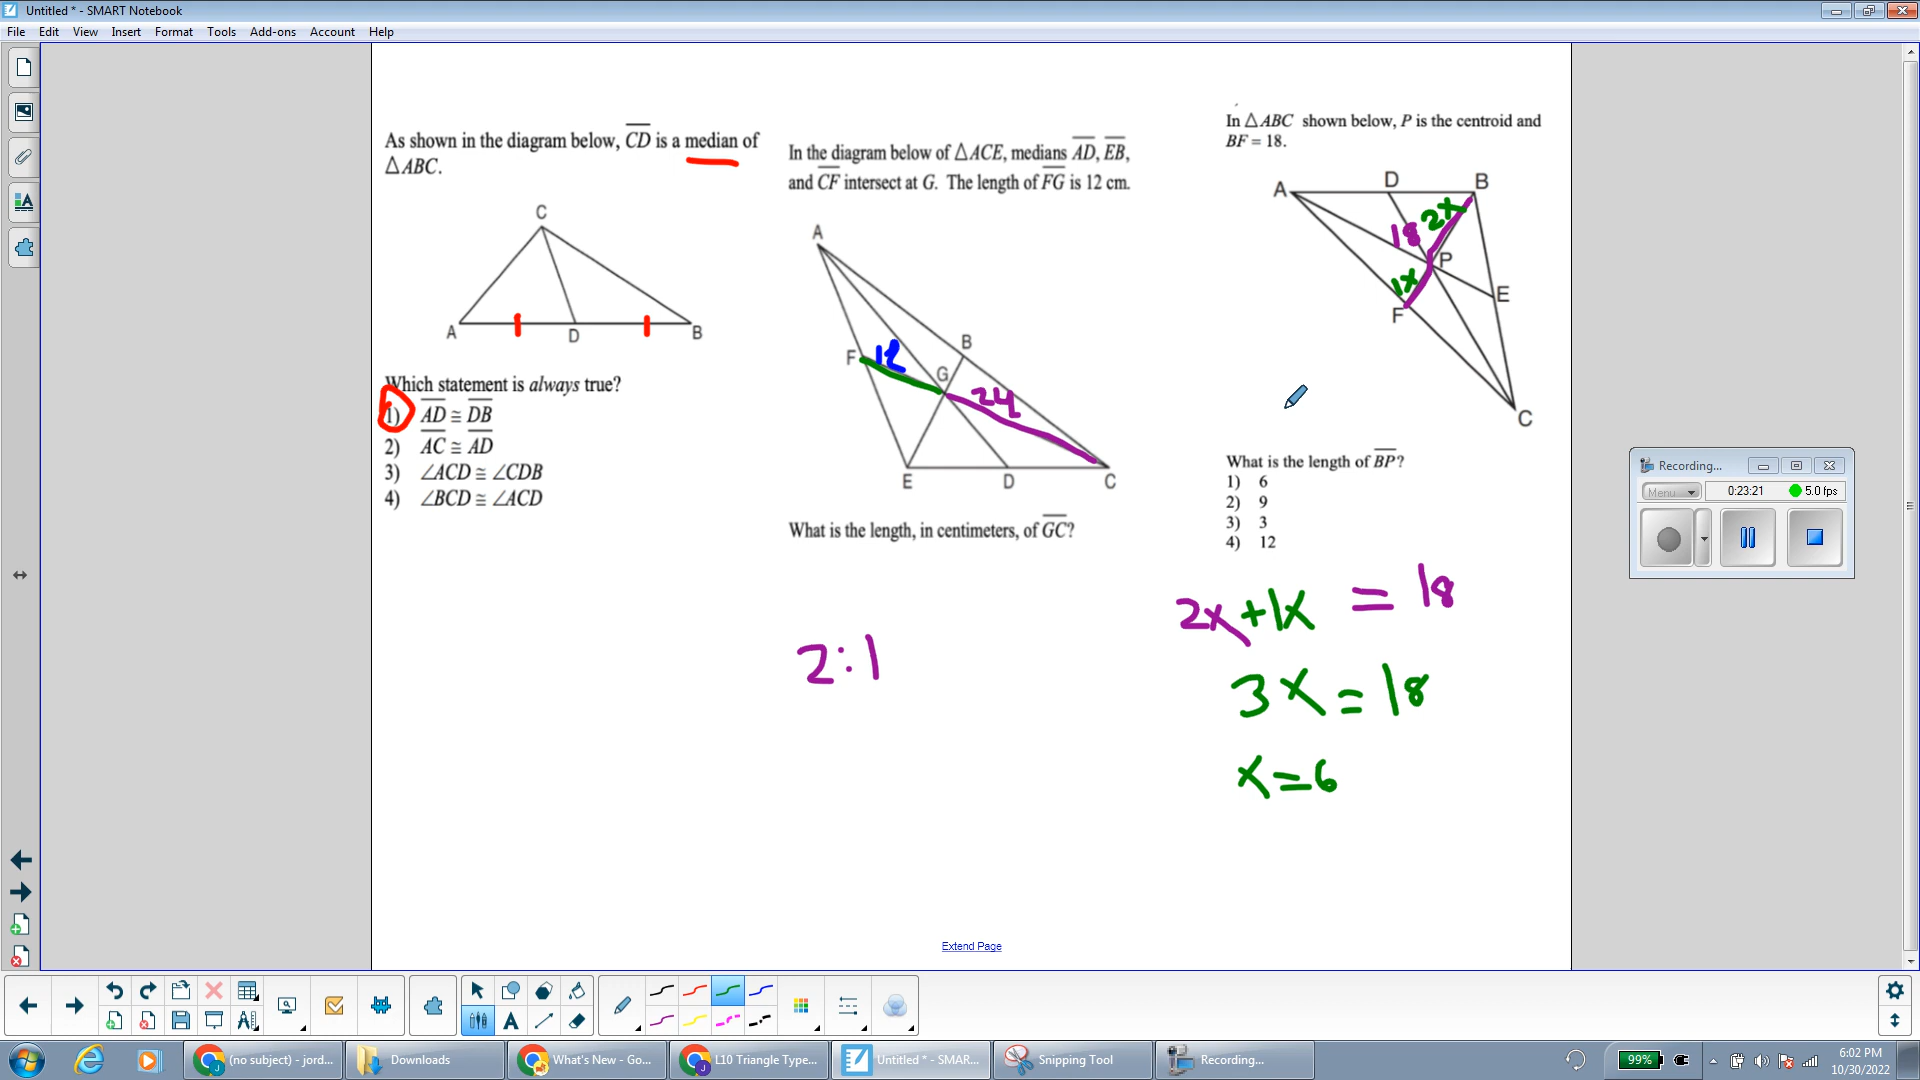 Untitled * - SMART Notebook
File Edit View Insert Format Tools Add-ons Account Help
As shown in the diagram below, CD is a median of
△ABC.
C
A D B
Which statement is always true?
1) AD ≅ DB
2) AC ≅ AD
3) ∠ACD ≅ ∠CDB
4) ∠BCD ≅ ∠ACD
In the diagram below of △ACE, medians AD, EB,
and CF intersect at G. The length of FG is 12 cm.
A
B
F 12
G
24
E D C
What is the length, in centimeters, of GC?
2:1
In △ABC shown below, P is the centroid and
BF = 18.
A D B
2x
18
P
1x
E
F
C
What is the length of BP?
1) 6
2) 9
3) 3
4) 12
2x + 1x = 18
3x = 18
x = 6
Recording...
Menu 0:23:21 5.0 fps
Extend Page
A
(no subject) - jord...
Downloads
What's New - Go...
L10 Triangle Type...
Untitled * - SMAR...
Snipping Tool
Recording...
99%
6:02 PM
10/30/2022